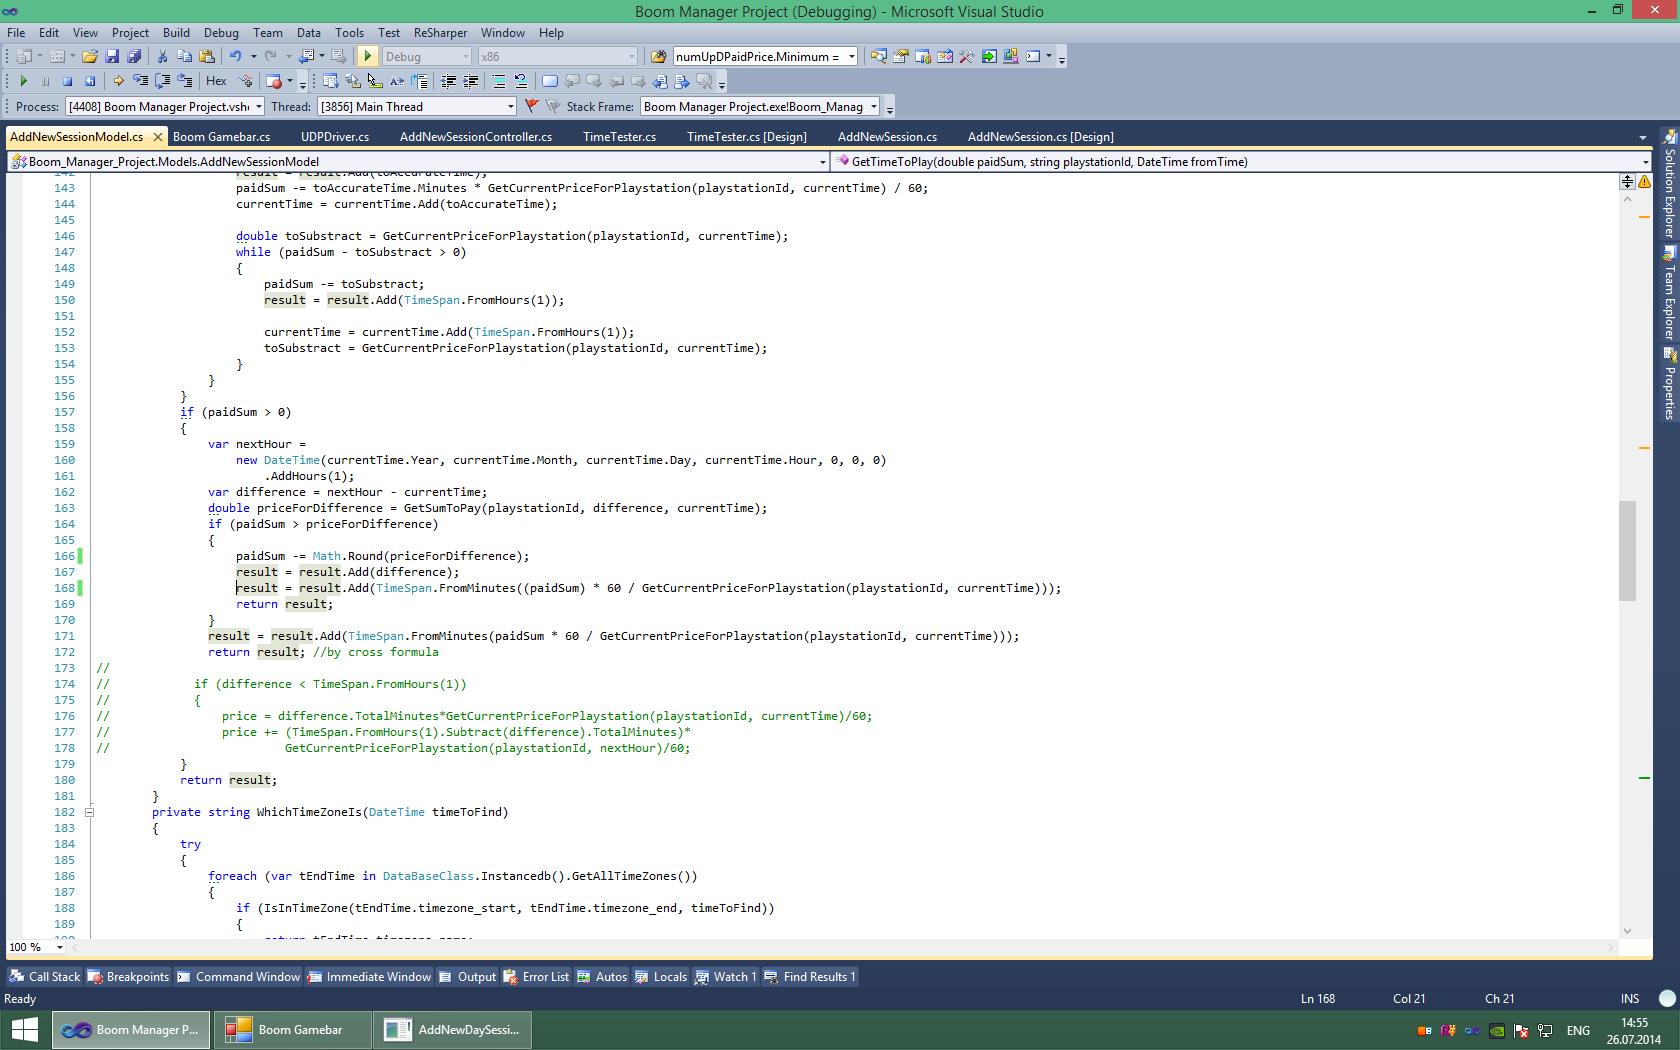 Boom Manager Project (Debugging) - Microsoft Visual Studio
File Edit View Project Build Debug Team Data Tools Test ReSharper Window Help
Debug x86 numUpDPaidPrice.Minimum =
Hex
Process: [4408] Boom Manager Project.vsh Thread: [3856] Main Thread Stack Frame: Boom Manager Project.exe!Boom_Manag
AddNewSessionModel.cs Boom Gamebar.cs UDPDriver.cs AddNewSessionController.cs TimeTester.cs TimeTester.cs [Design] AddNewSession.cs AddNewSession.cs [Design]
Boom_Manager_Project.Models.AddNewSessionModel GetTimeToPlay(double paidSum, string playstationId, DateTime fromTime)
142 result = result.Add(toAccurateTime);
143 paidSum -= toAccurateTime.Minutes * GetCurrentPriceForPlaystation(playstationId, currentTime) / 60;
144 currentTime = currentTime.Add(toAccurateTime);
145
146 double toSubstract = GetCurrentPriceForPlaystation(playstationId, currentTime);
147 while (paidSum - toSubstract > 0)
148 {
149 paidSum -= toSubstract;
150 result = result.Add(TimeSpan.FromHours(1));
151
152 currentTime = currentTime.Add(TimeSpan.FromHours(1));
153 toSubstract = GetCurrentPriceForPlaystation(playstationId, currentTime);
154 }
155 }
156 }
157 if (paidSum > 0)
158 {
159 var nextHour =
160 new DateTime(currentTime.Year, currentTime.Month, currentTime.Day, currentTime.Hour, 0, 0, 0)
161 .AddHours(1);
162 var difference = nextHour - currentTime;
163 double priceForDifference = GetSumToPay(playstationId, difference, currentTime);
164 if (paidSum > priceForDifference)
165 {
166 paidSum -= Math.Round(priceForDifference);
167 result = result.Add(difference);
168 result = result.Add(TimeSpan.FromMinutes((paidSum) * 60 / GetCurrentPriceForPlaystation(playstationId, currentTime)));
169 return result;
170 }
171 result = result.Add(TimeSpan.FromMinutes(paidSum * 60 / GetCurrentPriceForPlaystation(playstationId, currentTime)));
172 return result; //by cross formula
173 //
174 // if (difference < TimeSpan.FromHours(1))
175 // {
176 // price = difference.TotalMinutes*GetCurrentPriceForPlaystation(playstationId, currentTime)/60;
177 // price += (TimeSpan.FromHours(1).Subtract(difference).TotalMinutes)*
178 // GetCurrentPriceForPlaystation(playstationId, nextHour)/60;
179 }
180 return result;
181 }
182 private string WhichTimeZoneIs(DateTime timeToFind)
183 {
184 try
185 {
186 foreach (var tEndTime in DataBaseClass.Instancedb().GetAllTimeZones())
187 {
188 if (IsInTimeZone(tEndTime.timezone_start, tEndTime.timezone_end, timeToFind))
189 {
190 return tEndTime.timezone_name;
Solution Explorer
Team Explorer
Properties
100 %
Call Stack Breakpoints Command Window Immediate Window Output Error List Autos Locals Watch 1 Find Results 1
Ready Ln 168 Col 21 Ch 21 INS
Boom Manager P... Boom Gamebar AddNewDaySessi... ENG 14:55
26.07.2014